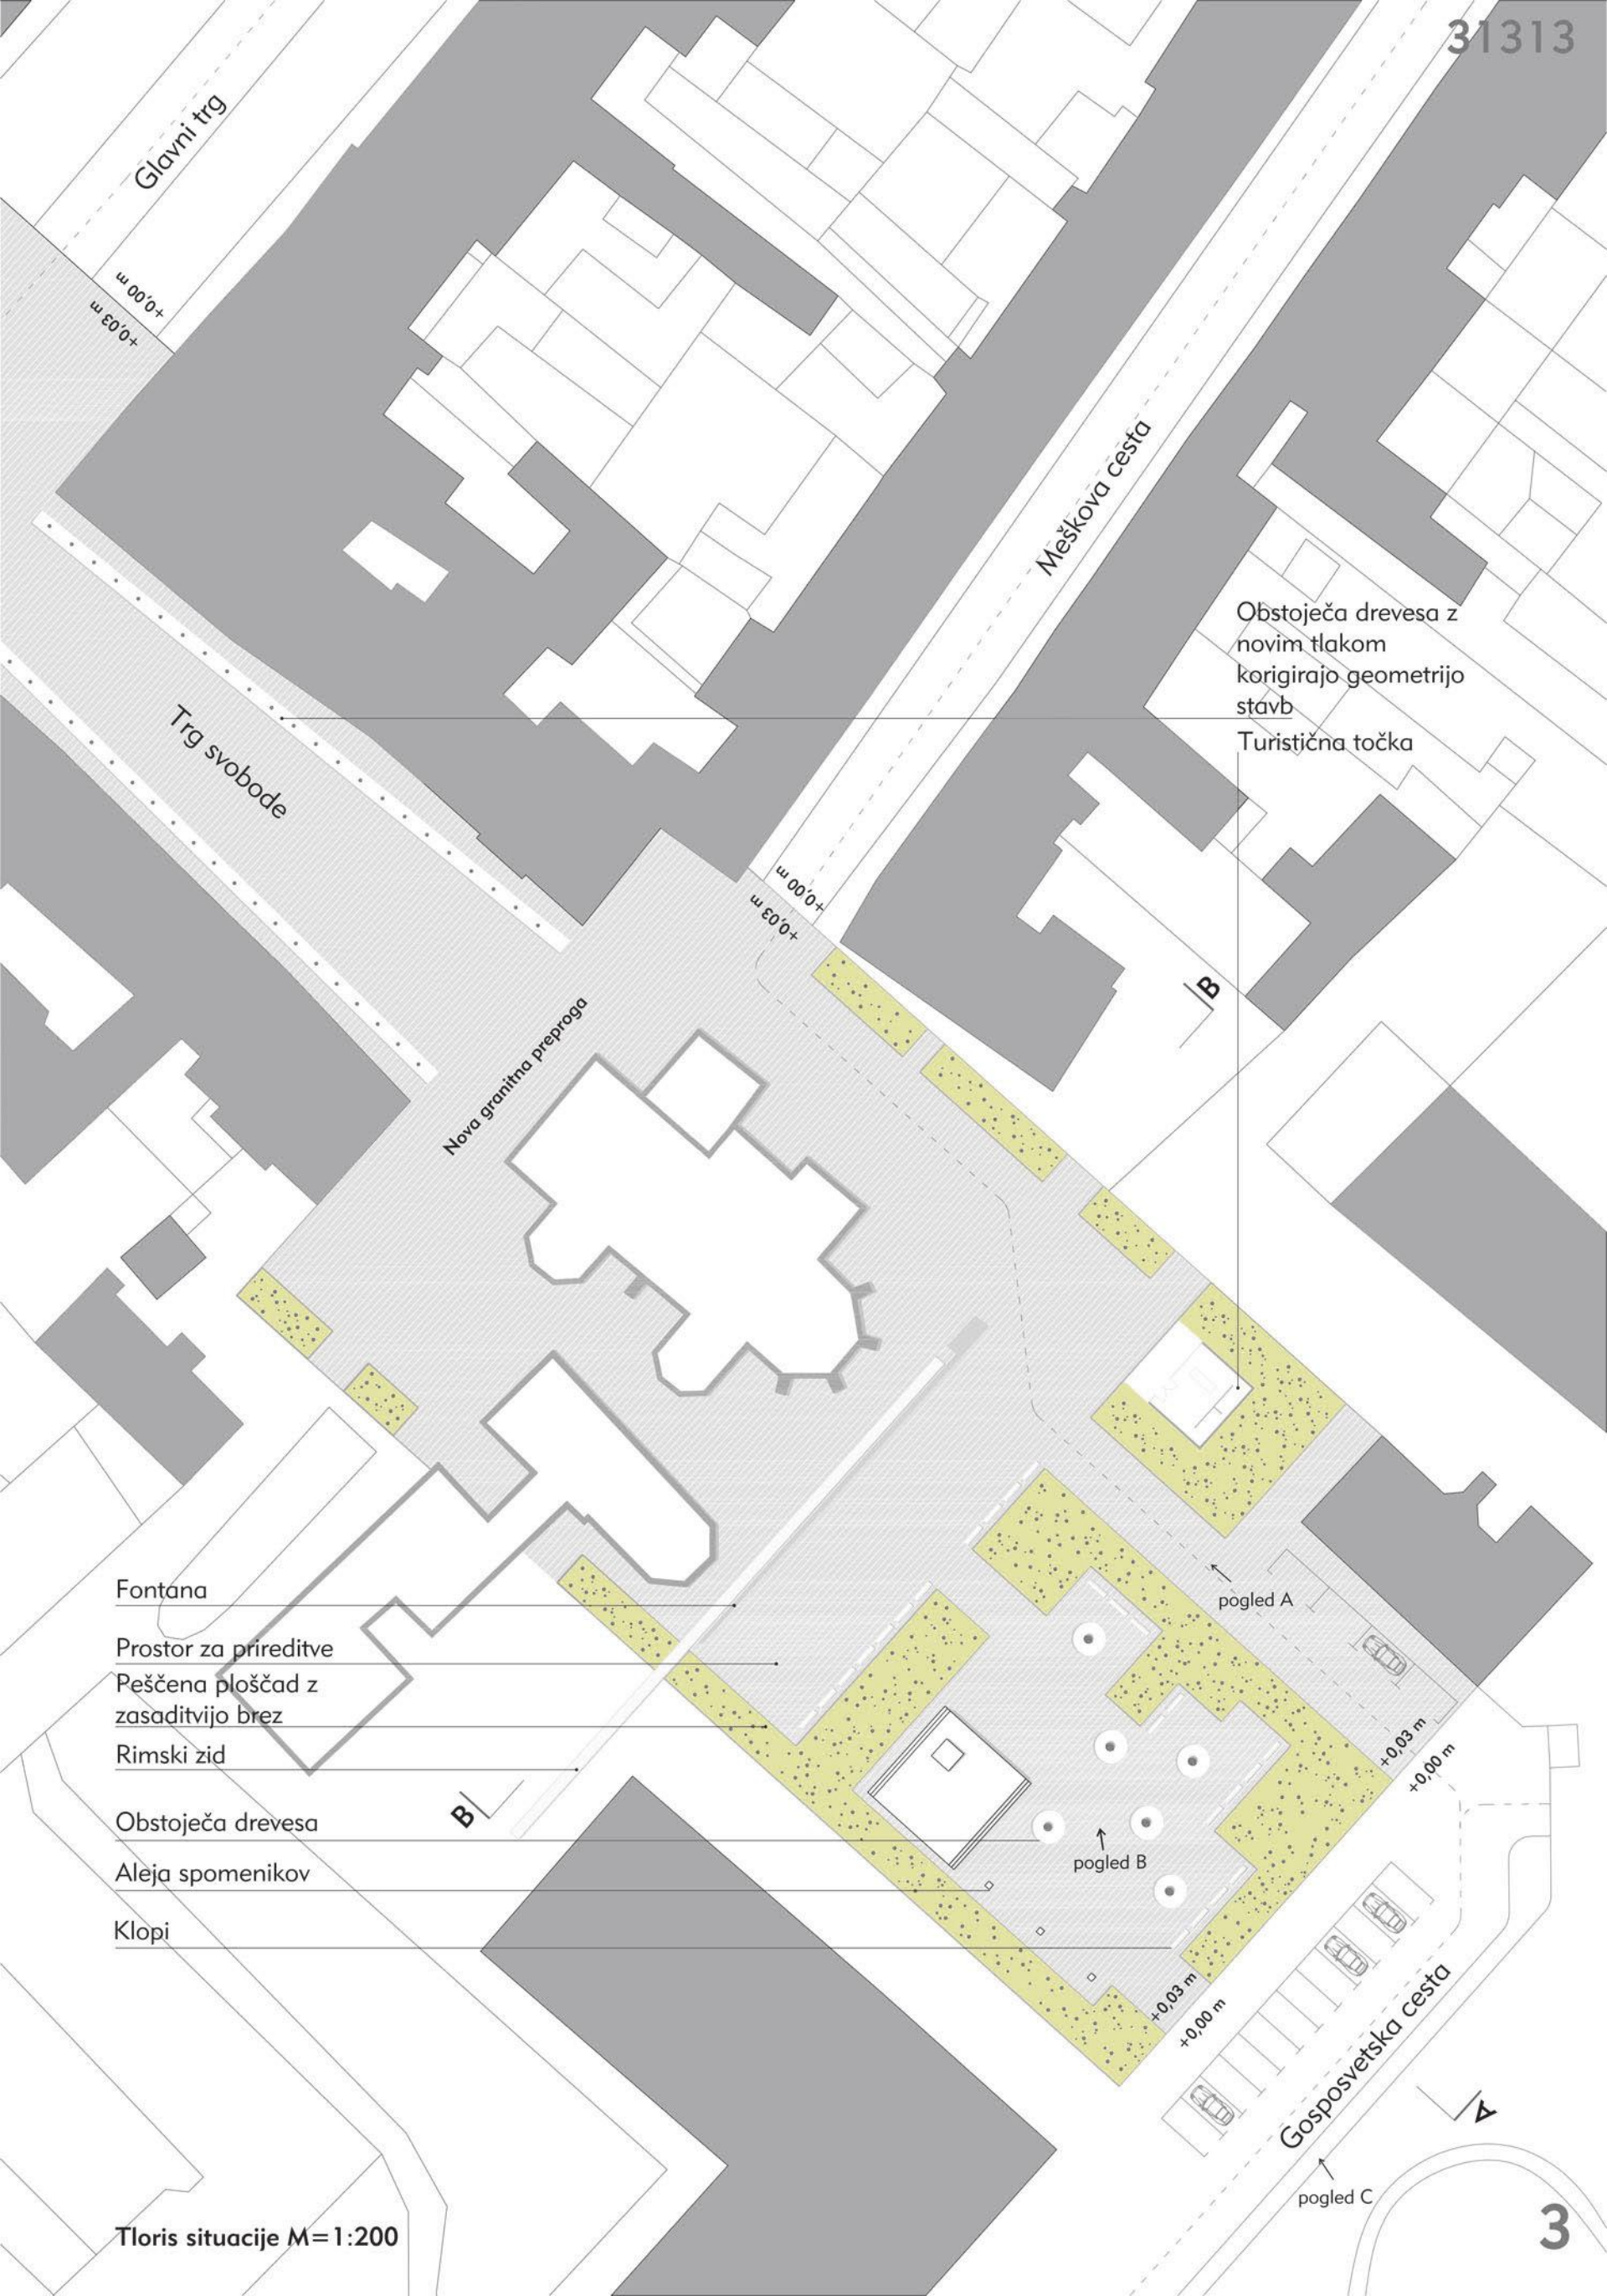 31313
Glavni trg
+0,00 m
+0,03 m
Meškova cesta
Obstoječa drevesa z
novim tlakom
korigirajo geometrijo
stavb
Turistična točka
Trg svobode
+0,00 m
+0,03 m
B
Nova granitna preproga
Fontana
pogled A
Prostor za prireditve
Peščena ploščad z
zasaditvijo brez
Rimski zid
+0,03 m
+0,00 m
B
Obstoječa drevesa
pogled B
Aleja spomenikov
Klopi
+0,03 m
+0,00 m
Gosposvetska cesta
A
pogled C
Tloris situacije M=1:200
3